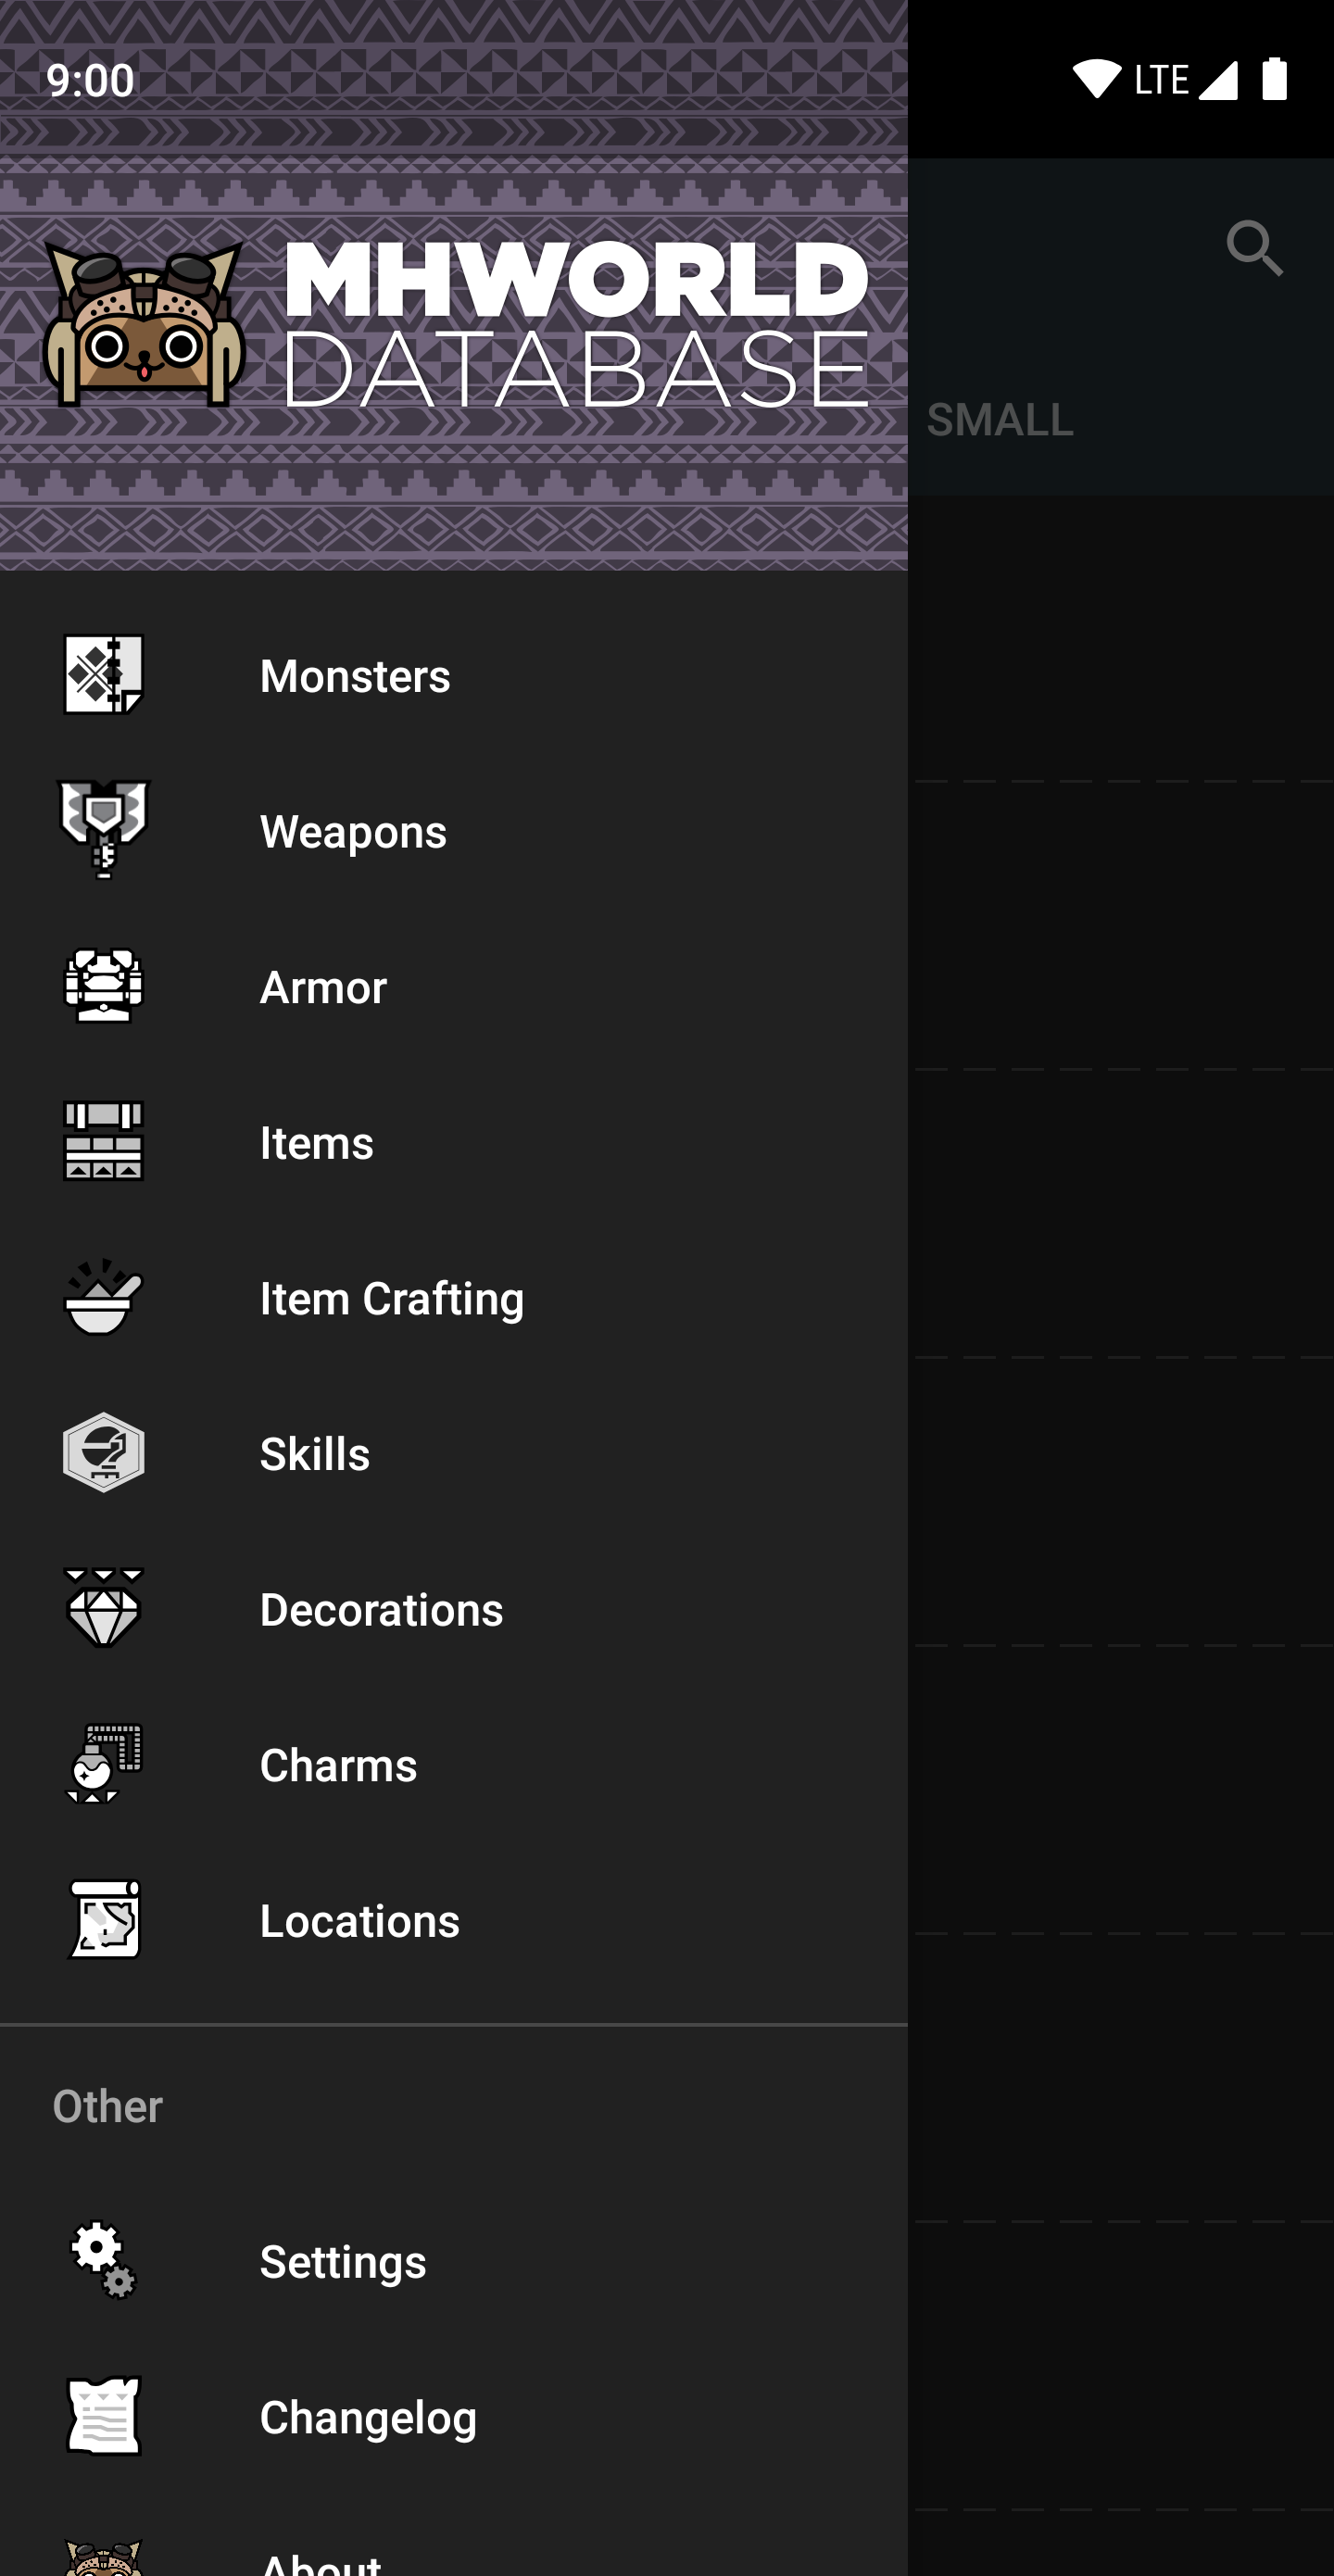 9:00
LTE
MHWORLD
DATABASE
SMALL
Monsters
Weapons
Armor
Items
Item Crafting
Skills
Decorations
Charms
Locations
Other
Settings
Changelog
About